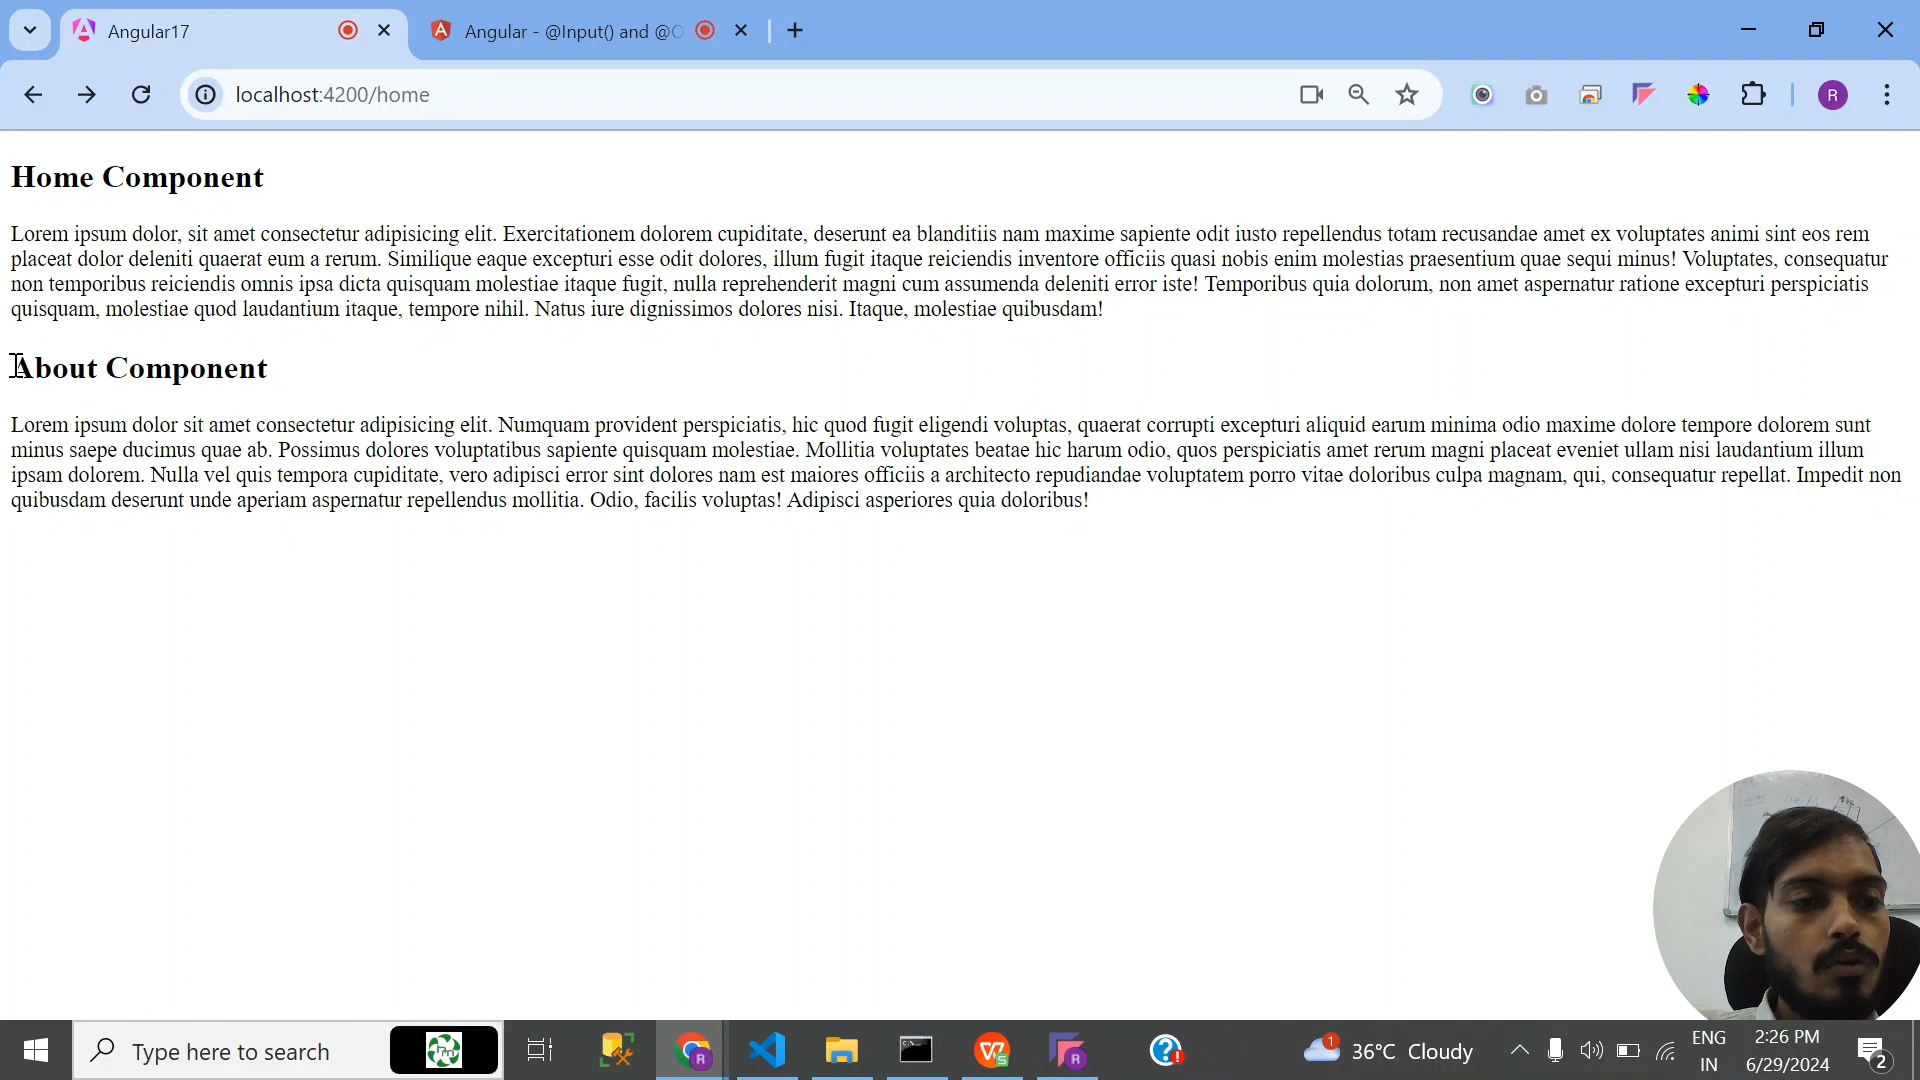 Angular17
Angular - @Input() and @O
localhost:4200/home
R
Home Component
Lorem ipsum dolor, sit amet consectetur adipisicing elit. Exercitationem dolorem cupiditate, deserunt ea blanditiis nam maxime sapiente odit iusto repellendus totam recusandae amet ex voluptates animi sint eos rem
placeat dolor deleniti quaerat eum a rerum. Similique eaque excepturi esse odit dolores, illum fugit itaque reiciendis inventore officiis quasi nobis enim molestias praesentium quae sequi minus! Voluptates, consequatur
non temporibus reiciendis omnis ipsa dicta quisquam molestiae itaque fugit, nulla reprehenderit magni cum assumenda deleniti error iste! Temporibus quia dolorum, non amet aspernatur ratione excepturi perspiciatis
quisquam, molestiae quod laudantium itaque, tempore nihil. Natus iure dignissimos dolores nisi. Itaque, molestiae quibusdam!
About Component
Lorem ipsum dolor sit amet consectetur adipisicing elit. Numquam provident perspiciatis, hic quod fugit eligendi voluptas, quaerat corrupti excepturi aliquid earum minima odio maxime dolore tempore dolorem sunt
minus saepe ducimus quae ab. Possimus dolores voluptatibus sapiente quisquam molestiae. Mollitia voluptates beatae hic harum odio, quos perspiciatis amet rerum magni placeat eveniet ullam nisi laudantium illum
ipsam dolorem. Nulla vel quis tempora cupiditate, vero adipisci error sint dolores nam est maiores officiis a architecto repudiandae voluptatem porro vitae doloribus culpa magnam, qui, consequatur repellat. Impedit non
quibusdam deserunt unde aperiam aspernatur repellendus mollitia. Odio, facilis voluptas! Adipisci asperiores quia doloribus!
Type here to search
R
R
1
36°C Cloudy
ENG
IN
2:26 PM
6/29/2024
2